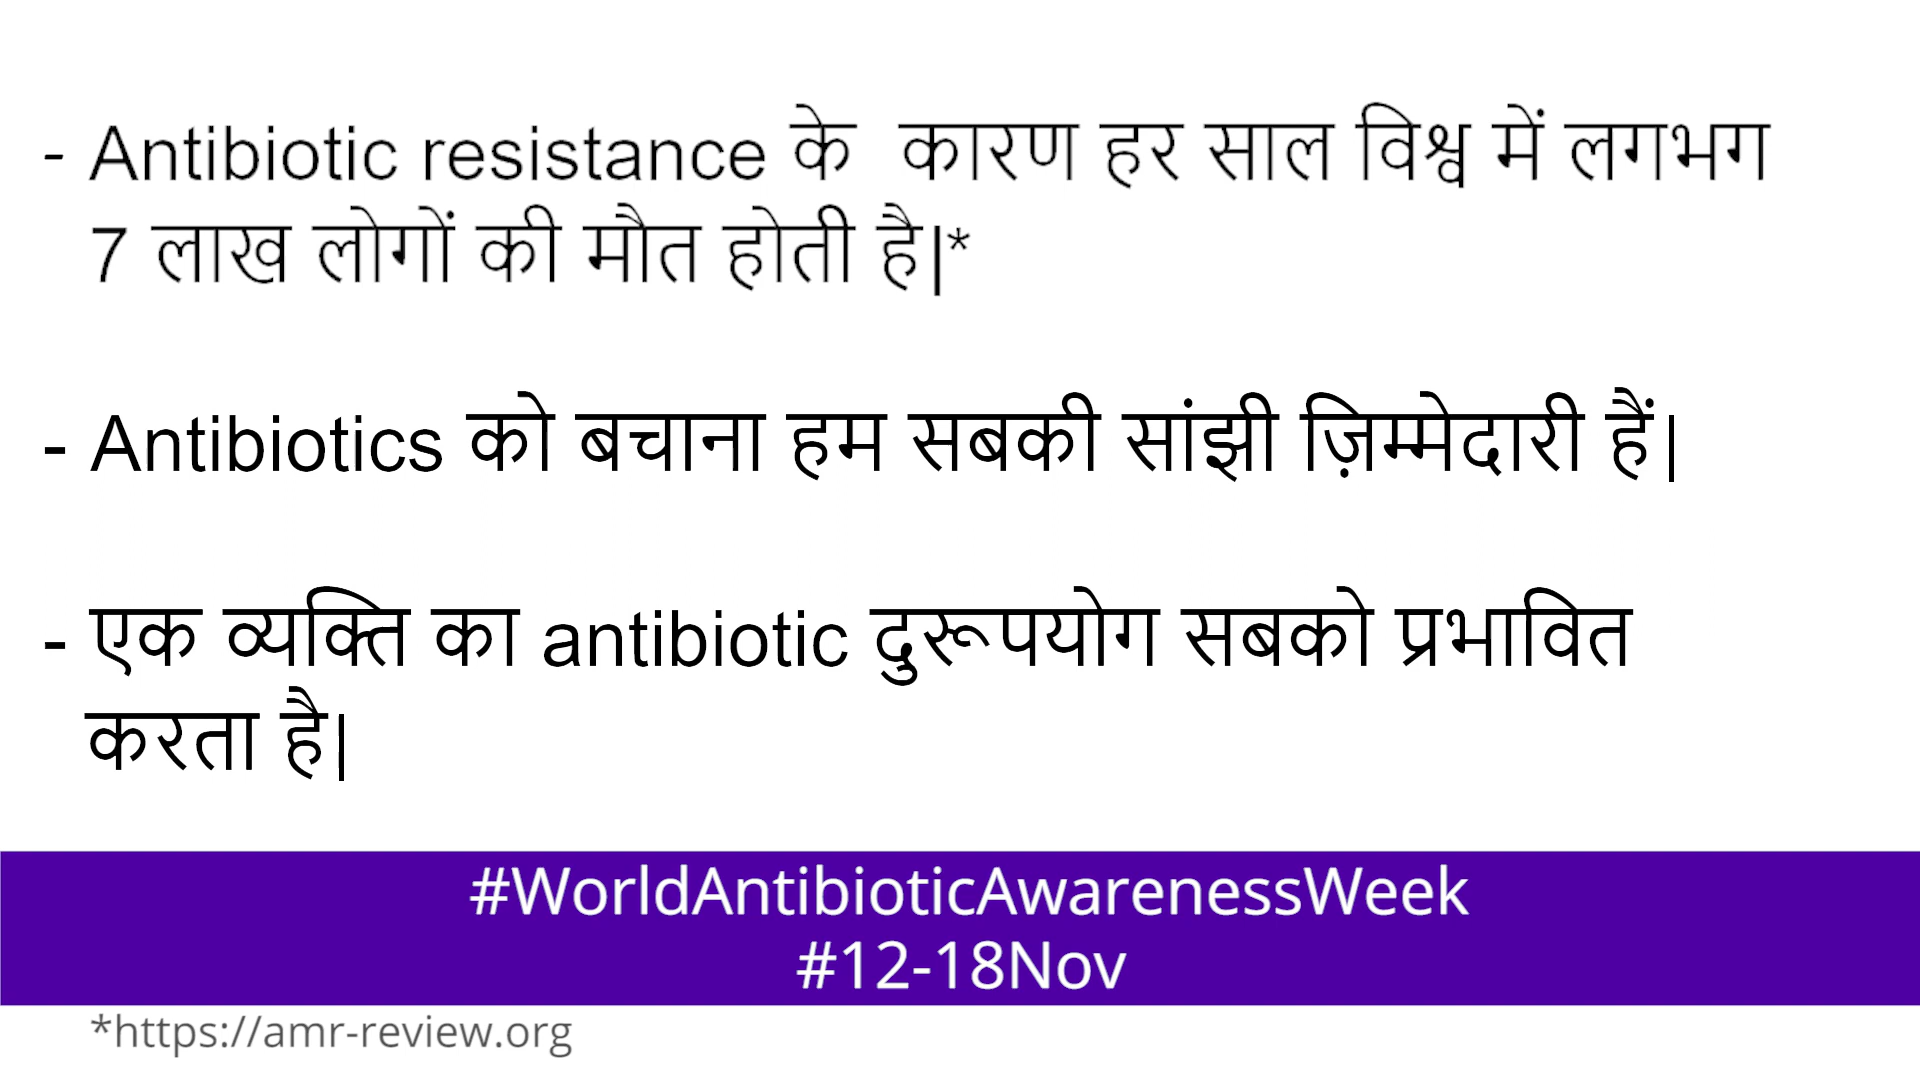 - Antibiotic resistance के कारण हर साल विश्व में लगभग
7 लाख लोगों की मौत होती है|*
- Antibiotics को बचाना हम सबकी सांझी ज़िम्मेदारी हैं|
- एक व्यक्ति का antibiotic दुरूपयोग सबको प्रभावित
करता है|
#WorldAntibioticAwarenessWeek
#12-18Nov
*https://amr-review.org